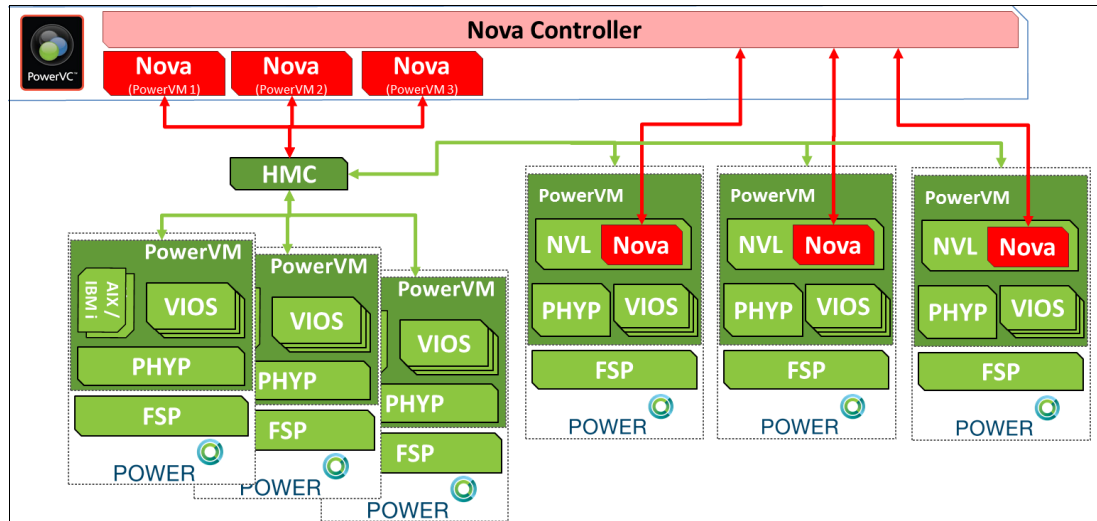 Nova Controller
PowerVC™
Nova
(PowerVM 1)
Nova
(PowerVM 2)
Nova
(PowerVM 3)
HMC
PowerVM
AIX /
IBM i
VIOS
PHYP
FSP
POWER
PowerVM
VIOS
PHYP
FSP
POWER
PowerVM
VIOS
PHYP
FSP
POWER
PowerVM
NVL
Nova
PHYP
VIOS
FSP
POWER
PowerVM
NVL
Nova
PHYP
VIOS
FSP
POWER
PowerVM
NVL
Nova
PHYP
VIOS
FSP
POWER